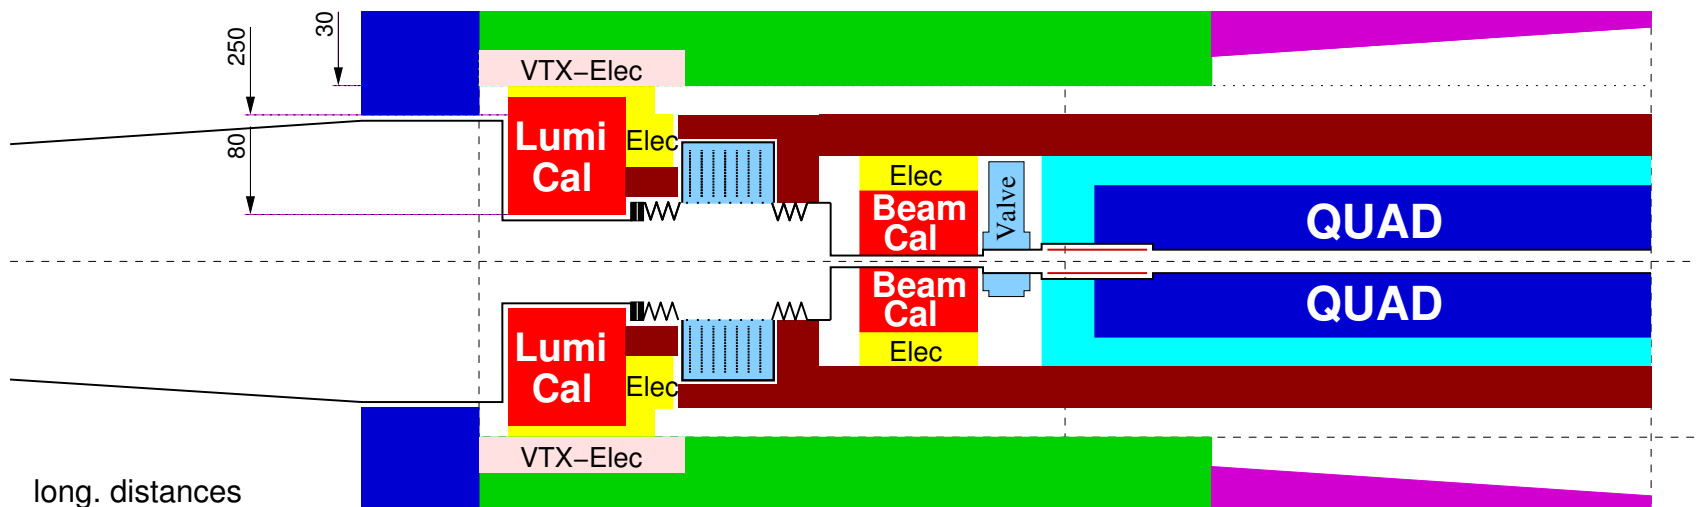 30
250
80
VTX–Elec
Lumi
Cal
Elec
Elec
Beam
Cal
Valve
QUAD
Lumi
Cal
Elec
Beam
Cal
Elec
QUAD
VTX–Elec
long. distances